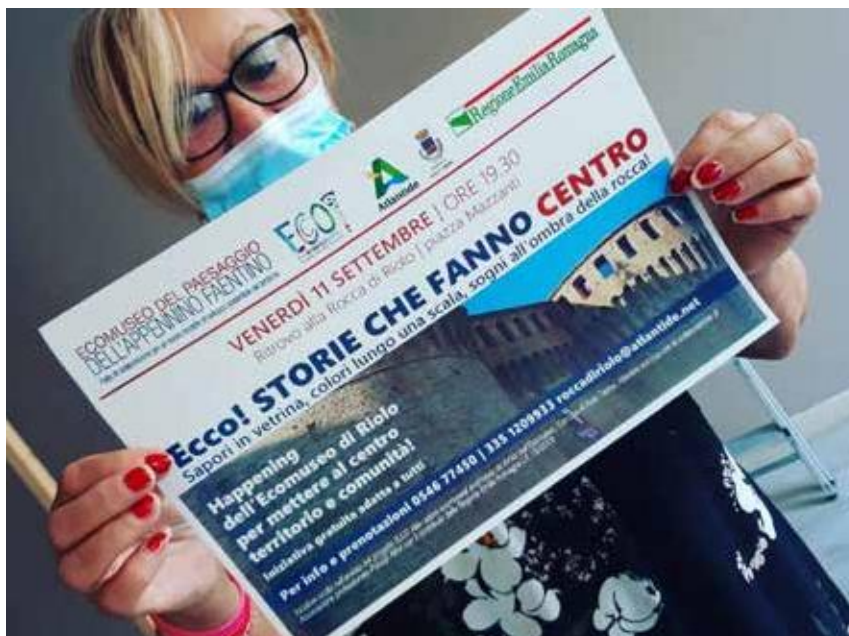 ECOMUSEO DEL PAESAGGIO
DELL'APPENNINO FAENTINO
ECO
Atlantide
RegioneEmiliaRomagna
VENERDÌ 11 SETTEMBRE | ORE 19.30
Ritrovo alla Rocca di Riolo | piazza Mazzanti
Ecco! STORIE CHE FANNO CENTRO
Sapori in vetrina, colori lungo una scala, sogni all'ombra della rocca!
Happening
dell'Ecomuseo di Riolo
per mettere al centro
territorio e comunità!
Iniziativa gratuita adatta a tutti
Per info e prenotazioni 0546 77450 | 335 1209933 roccadiriolo@atlantide.net